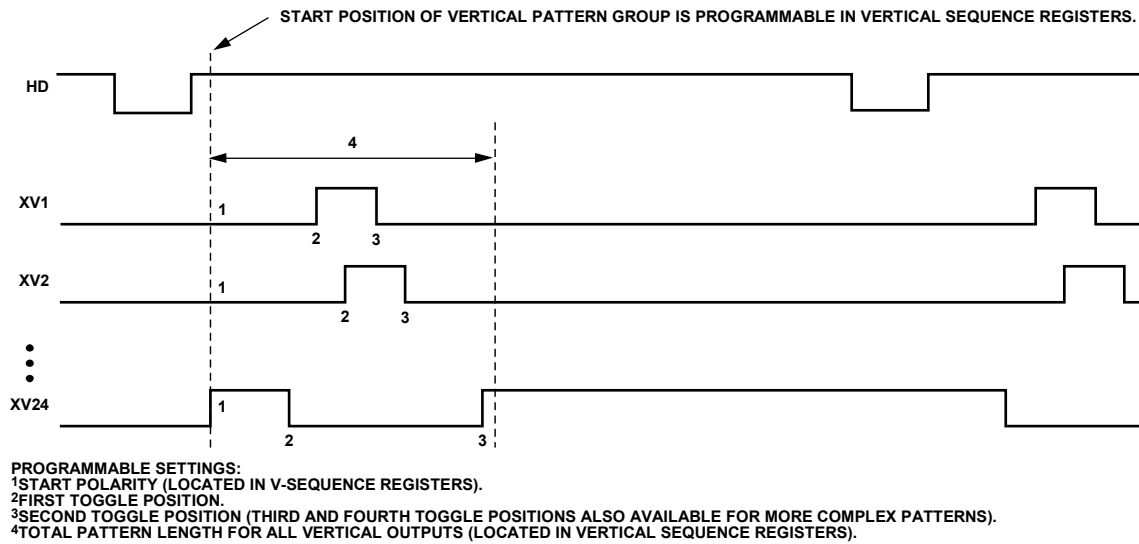 START POSITION OF VERTICAL PATTERN GROUP IS PROGRAMMABLE IN VERTICAL SEQUENCE REGISTERS.
HD
4
XV1
1
2
3
XV2
1
2
3
XV24
1
2
3
PROGRAMMABLE SETTINGS:
1START POLARITY (LOCATED IN V-SEQUENCE REGISTERS).
2FIRST TOGGLE POSITION.
3SECOND TOGGLE POSITION (THIRD AND FOURTH TOGGLE POSITIONS ALSO AVAILABLE FOR MORE COMPLEX PATTERNS).
4TOTAL PATTERN LENGTH FOR ALL VERTICAL OUTPUTS (LOCATED IN VERTICAL SEQUENCE REGISTERS).